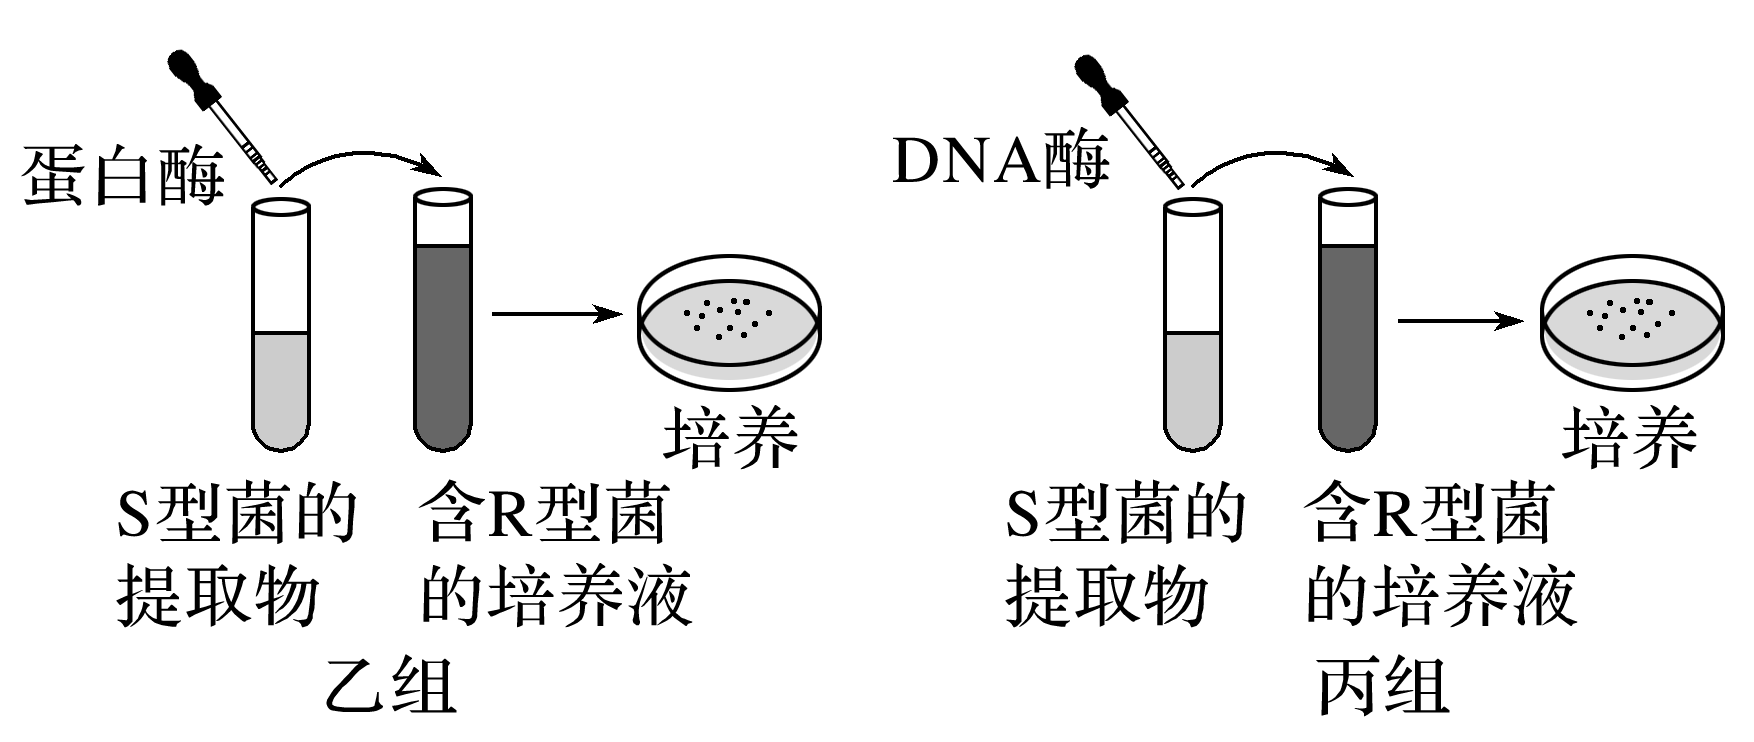 蛋白酶
培养
S型菌的
提取物
含R型菌
的培养液
乙组
DNA酶
培养
S型菌的
提取物
含R型菌
的培养液
丙组